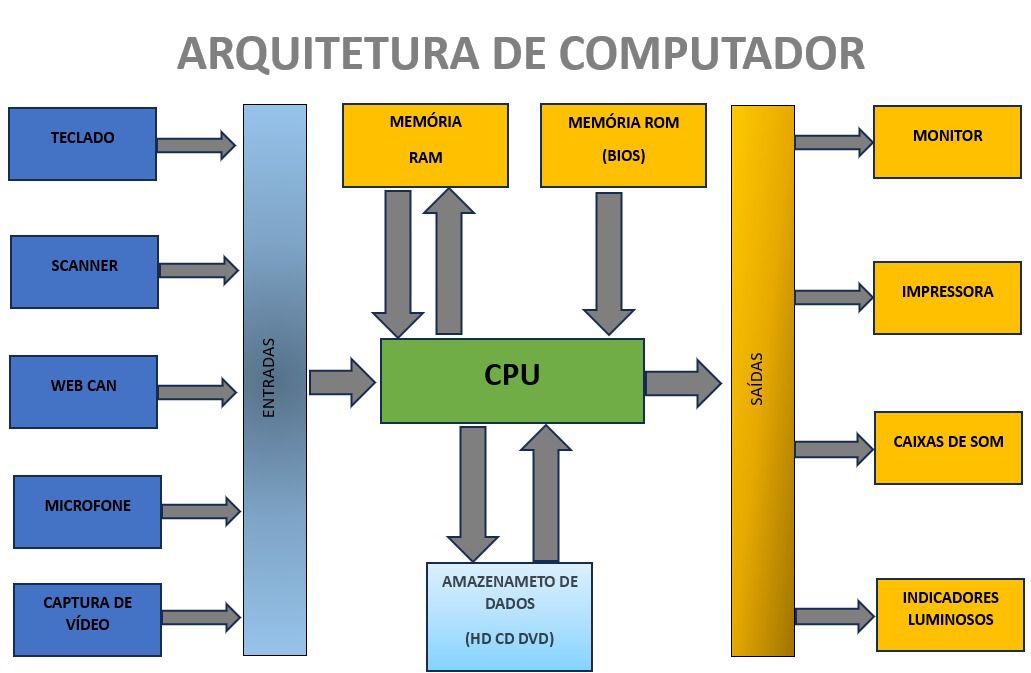 ARQUITETURA DE COMPUTADOR
TECLADO
SCANNER
WEB CAN
MICROFONE
CAPTURA DE
VÍDEO
ENTRADAS
MEMÓRIA
RAM
MEMÓRIA ROM
(BIOS)
CPU
AMAZENAMETO DE
DADOS
(HD CD DVD)
SAÍDAS
MONITOR
IMPRESSORA
CAIXAS DE SOM
INDICADORES
LUMINOSOS